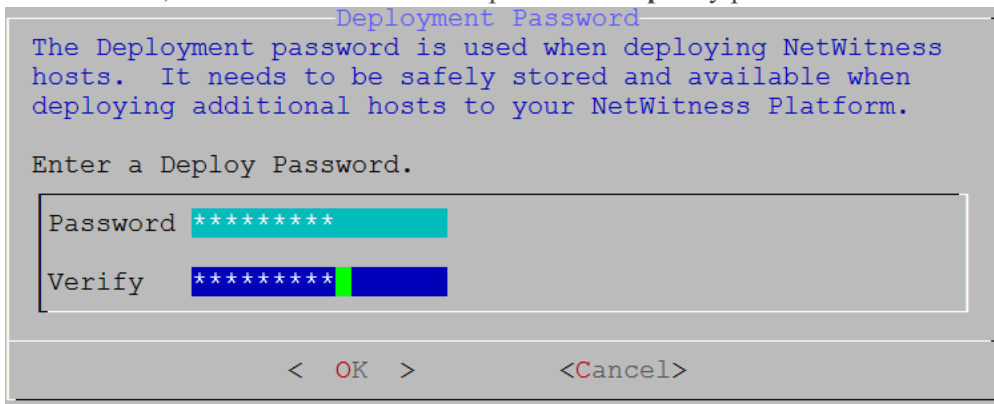 Deployment Password
The Deployment password is used when deploying NetWitness
hosts.  It needs to be safely stored and available when
deploying additional hosts to your NetWitness Platform.
Enter a Deploy Password.
Password *********
Verify *********
< OK > <Cancel>